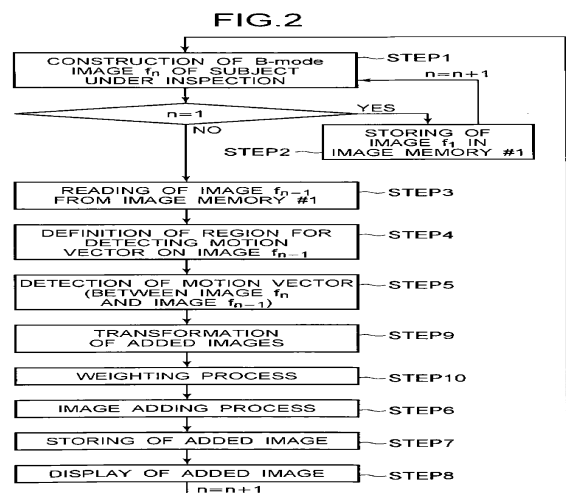 FIG.2
CONSTRUCTION OF B-mode
IMAGE fn OF SUBJECT
UNDER INSPECTION
STEP1
n=n+1
n=1
YES
NO
STORING OF
IMAGE f1 IN
IMAGE MEMORY #1
STEP2
READING OF IMAGE fn-1
FROM IMAGE MEMORY #1
STEP3
DEFINITION OF REGION FOR
DETECTING MOTION
VECTOR ON IMAGE fn-1
STEP4
DETECTION OF MOTION VECTOR
(BETWEEN IMAGE fn
AND IMAGE fn-1)
STEP5
TRANSFORMATION
OF ADDED IMAGES
STEP9
WEIGHTING PROCESS
STEP10
IMAGE ADDING PROCESS
STEP6
STORING OF ADDED IMAGE
STEP7
DISPLAY OF ADDED IMAGE
STEP8
n=n+1